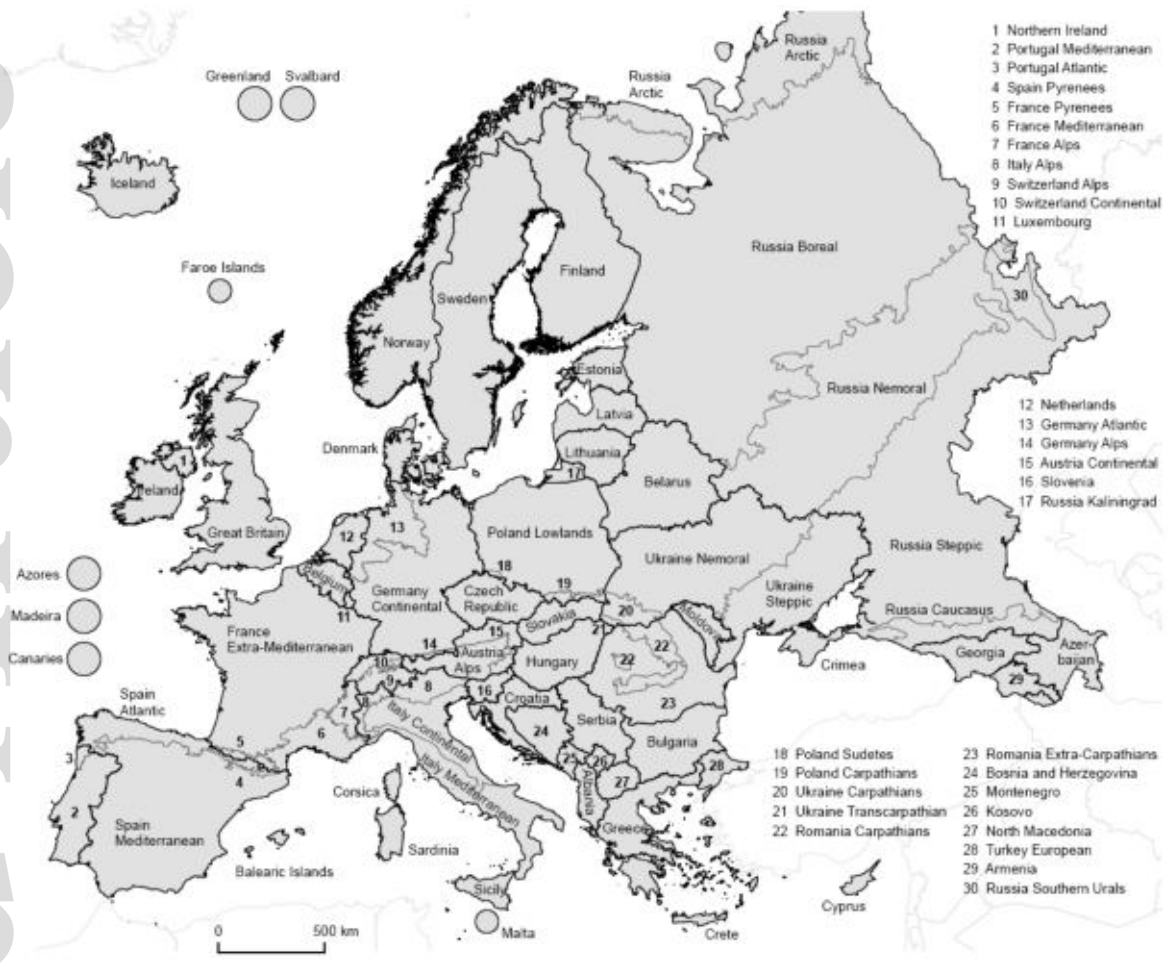 Greenland
Svalbard
Russia
Arctic
Russia
Arctic
1 Northern Ireland
2 Portugal Mediterranean
3 Portugal Atlantic
4 Spain Pyrenees
5 France Pyrenees
6 France Mediterranean
7 France Alps
8 Italy Alps
9 Switzerland Alps
10 Switzerland Continental
11 Luxembourg
Iceland
Faroe Islands
Russia Boreal
Finland
Sweden
Norway
30
Estonia
Russia Nemoral
Latvia
12 Netherlands
13 Germany Atlantic
14 Germany Alps
15 Austria Continental
16 Slovenia
17 Russia Kaliningrad
Denmark
Lithuania
17
Belarus
1
Ireland
Great Britain
12
13
Poland Lowlands
Ukraine Nemoral
Russia Steppic
Azores
Madeira
Canaries
Belgium
Germany
Continental
18
19
Czech
Republic
Ukraine
Steppic
20
Russia Caucasus
11
France
Extra-Mediterranean
14
15
Slovakia
21
Moldova
Austria
Alps
Hungary
22
22
Crimea
Georgia
Azer-
baijan
29
10
9
8
8
16
Croatia
Spain
Atlantic
7
6
5
4
3
2
Italy Continental
Italy Mediterranean
Serbia
23
24
25
26
27
Bulgaria
28
Albania
Greece
Corsica
Sardinia
Spain
Mediterranean
Balearic Islands
Sicily
Malta
Crete
Cyprus
18 Poland Sudetes
19 Poland Carpathians
20 Ukraine Carpathians
21 Ukraine Transcarpathian
22 Romania Carpathians
23 Romania Extra-Carpathians
24 Bosnia and Herzegovina
25 Montenegro
26 Kosovo
27 North Macedonia
28 Turkey European
29 Armenia
30 Russia Southern Urals
0 500 km